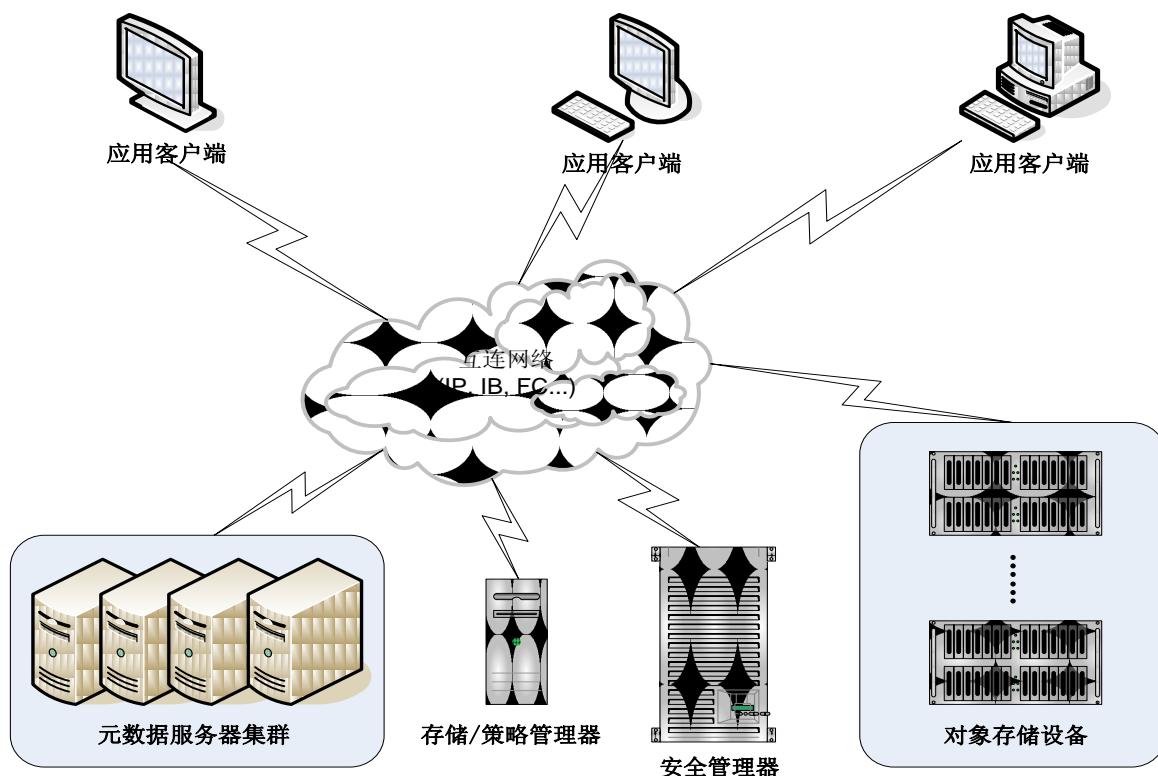 应用客户端
应用客户端
应用客户端
互连网络
(IP, IB, FC...)
元数据服务器集群
存储/策略管理器
安全管理器
对象存储设备